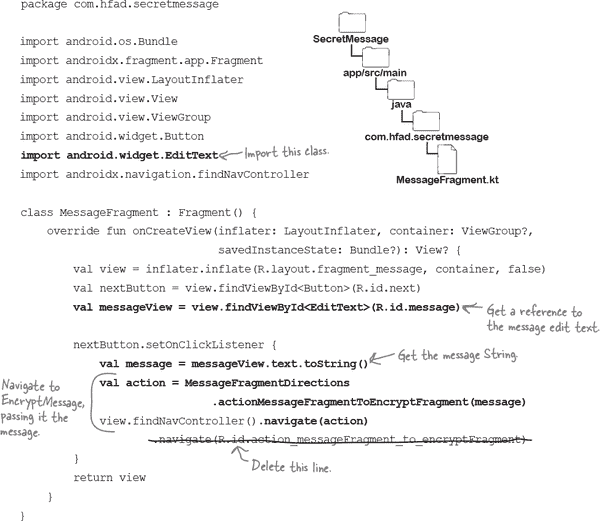 package com.hfad.secretmessage
import android.os.Bundle
import androidx.fragment.app.Fragment
import android.view.LayoutInflater
import android.view.View
import android.view.ViewGroup
import android.widget.Button
import android.widget.EditText
Import this class.
import androidx.navigation.findNavController
SecretMessage
app/src/main
java
com.hfad.secretmessage
MessageFragment.kt
class MessageFragment : Fragment() {
override fun onCreateView(inflater: LayoutInflater, container: ViewGroup?,
savedInstanceState: Bundle?): View? {
val view = inflater.inflate(R.layout.fragment_message, container, false)
val nextButton = view.findViewById<Button>(R.id.next)
val messageView = view.findViewById<EditText>(R.id.message)
Get a reference to
the message edit text.
nextButton.setOnClickListener {
val message = messageView.text.toString()
Get the message String.
Navigate to
EncryptMessage,
passing it the
message.
val action = MessageFragmentDirections
.actionMessageFragmentToEncryptFragment(message)
view.findNavController().navigate(action)
.navigate(R.id.action_messageFragment_to_encryptFragment)
Delete this line.
}
return view
}
}